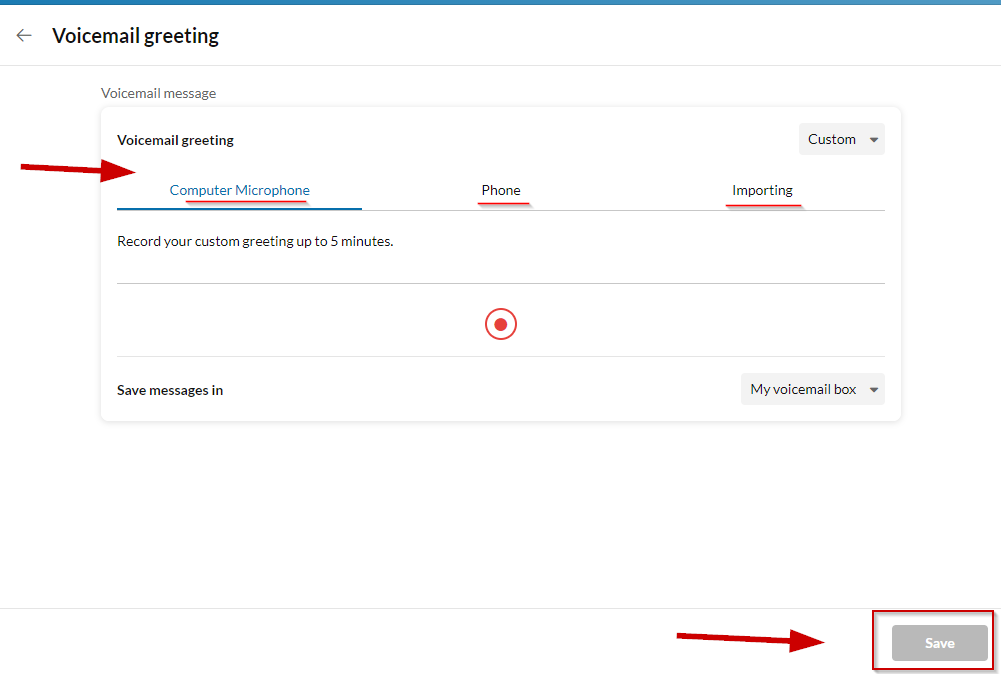 Voicemail greeting
Voicemail message
Voicemail greeting
Custom
Computer Microphone
Phone
Importing
Record your custom greeting up to 5 minutes.
Save messages in
My voicemail box
Save